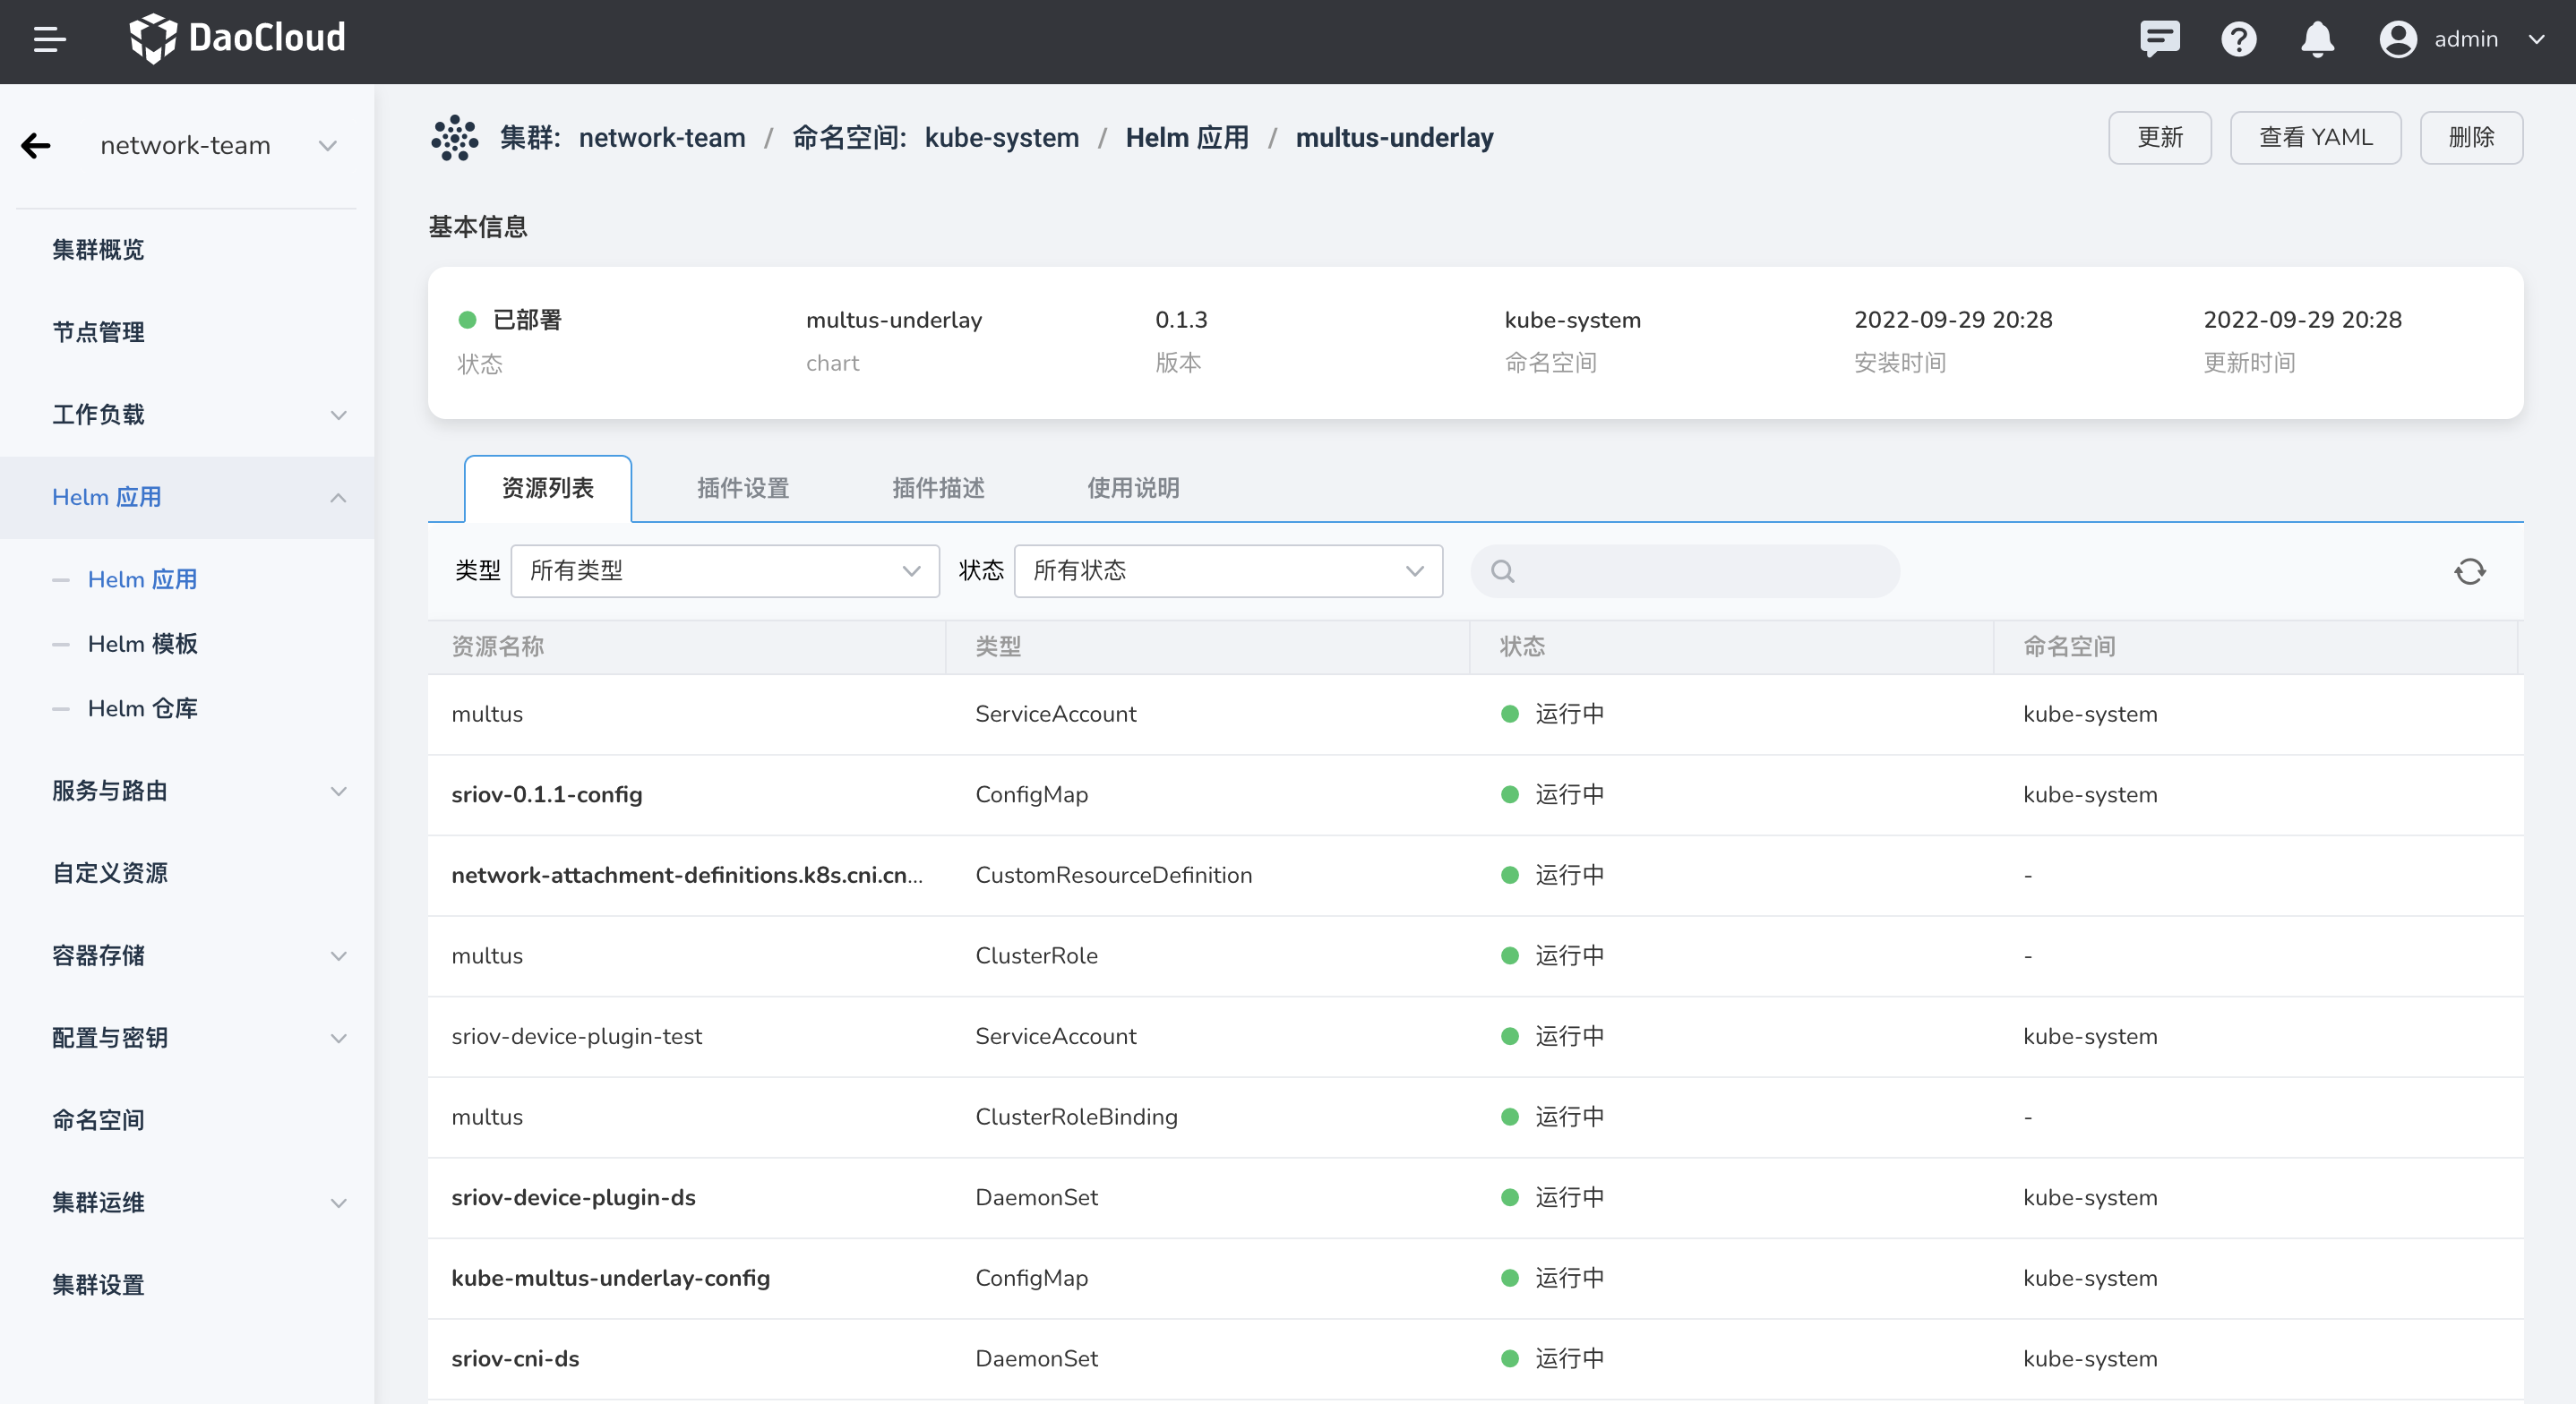 DaoCloud
admin
network-team
集群概览
节点管理
工作负载
Helm 应用
Helm 应用
Helm 模板
Helm 仓库
服务与路由
自定义资源
容器存储
配置与密钥
命名空间
集群运维
集群设置
集群: network-team / 命名空间: kube-system / Helm 应用 / multus-underlay
更新 查看 YAML 删除
基本信息
已部署 multus-underlay 0.1.3 kube-system 2022-09-29 20:28 2022-09-29 20:28
状态 chart 版本 命名空间 安装时间 更新时间
资源列表 插件设置 插件描述 使用说明
类型 所有类型 状态 所有状态
资源名称 类型 状态 命名空间
multus ServiceAccount 运行中 kube-system
sriov-0.1.1-config ConfigMap 运行中 kube-system
network-attachment-definitions.k8s.cni.cn... CustomResourceDefinition 运行中 -
multus ClusterRole 运行中 -
sriov-device-plugin-test ServiceAccount 运行中 kube-system
multus ClusterRoleBinding 运行中 -
sriov-device-plugin-ds DaemonSet 运行中 kube-system
kube-multus-underlay-config ConfigMap 运行中 kube-system
sriov-cni-ds DaemonSet 运行中 kube-system